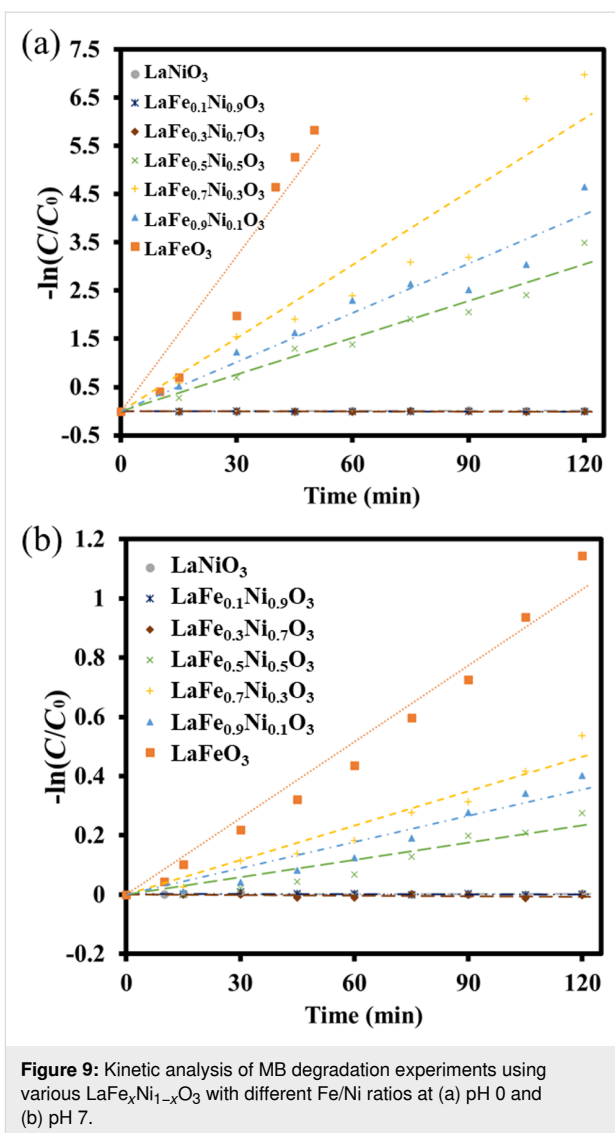 (a)
7.5
6.5
5.5
4.5
3.5
2.5
1.5
0.5
-0.5
-ln(C/C₀)
LaNiO₃
LaFe₀.₁Ni₀.₉O₃
LaFe₀.₃Ni₀.₇O₃
LaFe₀.₅Ni₀.₅O₃
LaFe₀.₇Ni₀.₃O₃
LaFe₀.₉Ni₀.₁O₃
LaFeO₃
0 30 60 90 120
Time (min)
(b)
1.2
1
0.8
0.6
0.4
0.2
0
-0.2
-ln(C/C₀)
LaNiO₃
LaFe₀.₁Ni₀.₉O₃
LaFe₀.₃Ni₀.₇O₃
LaFe₀.₅Ni₀.₅O₃
LaFe₀.₇Ni₀.₃O₃
LaFe₀.₉Ni₀.₁O₃
LaFeO₃
0 30 60 90 120
Time (min)
Figure 9: Kinetic analysis of MB degradation experiments using
various LaFeₓNi₁₋ₓO₃ with different Fe/Ni ratios at (a) pH 0 and
(b) pH 7.